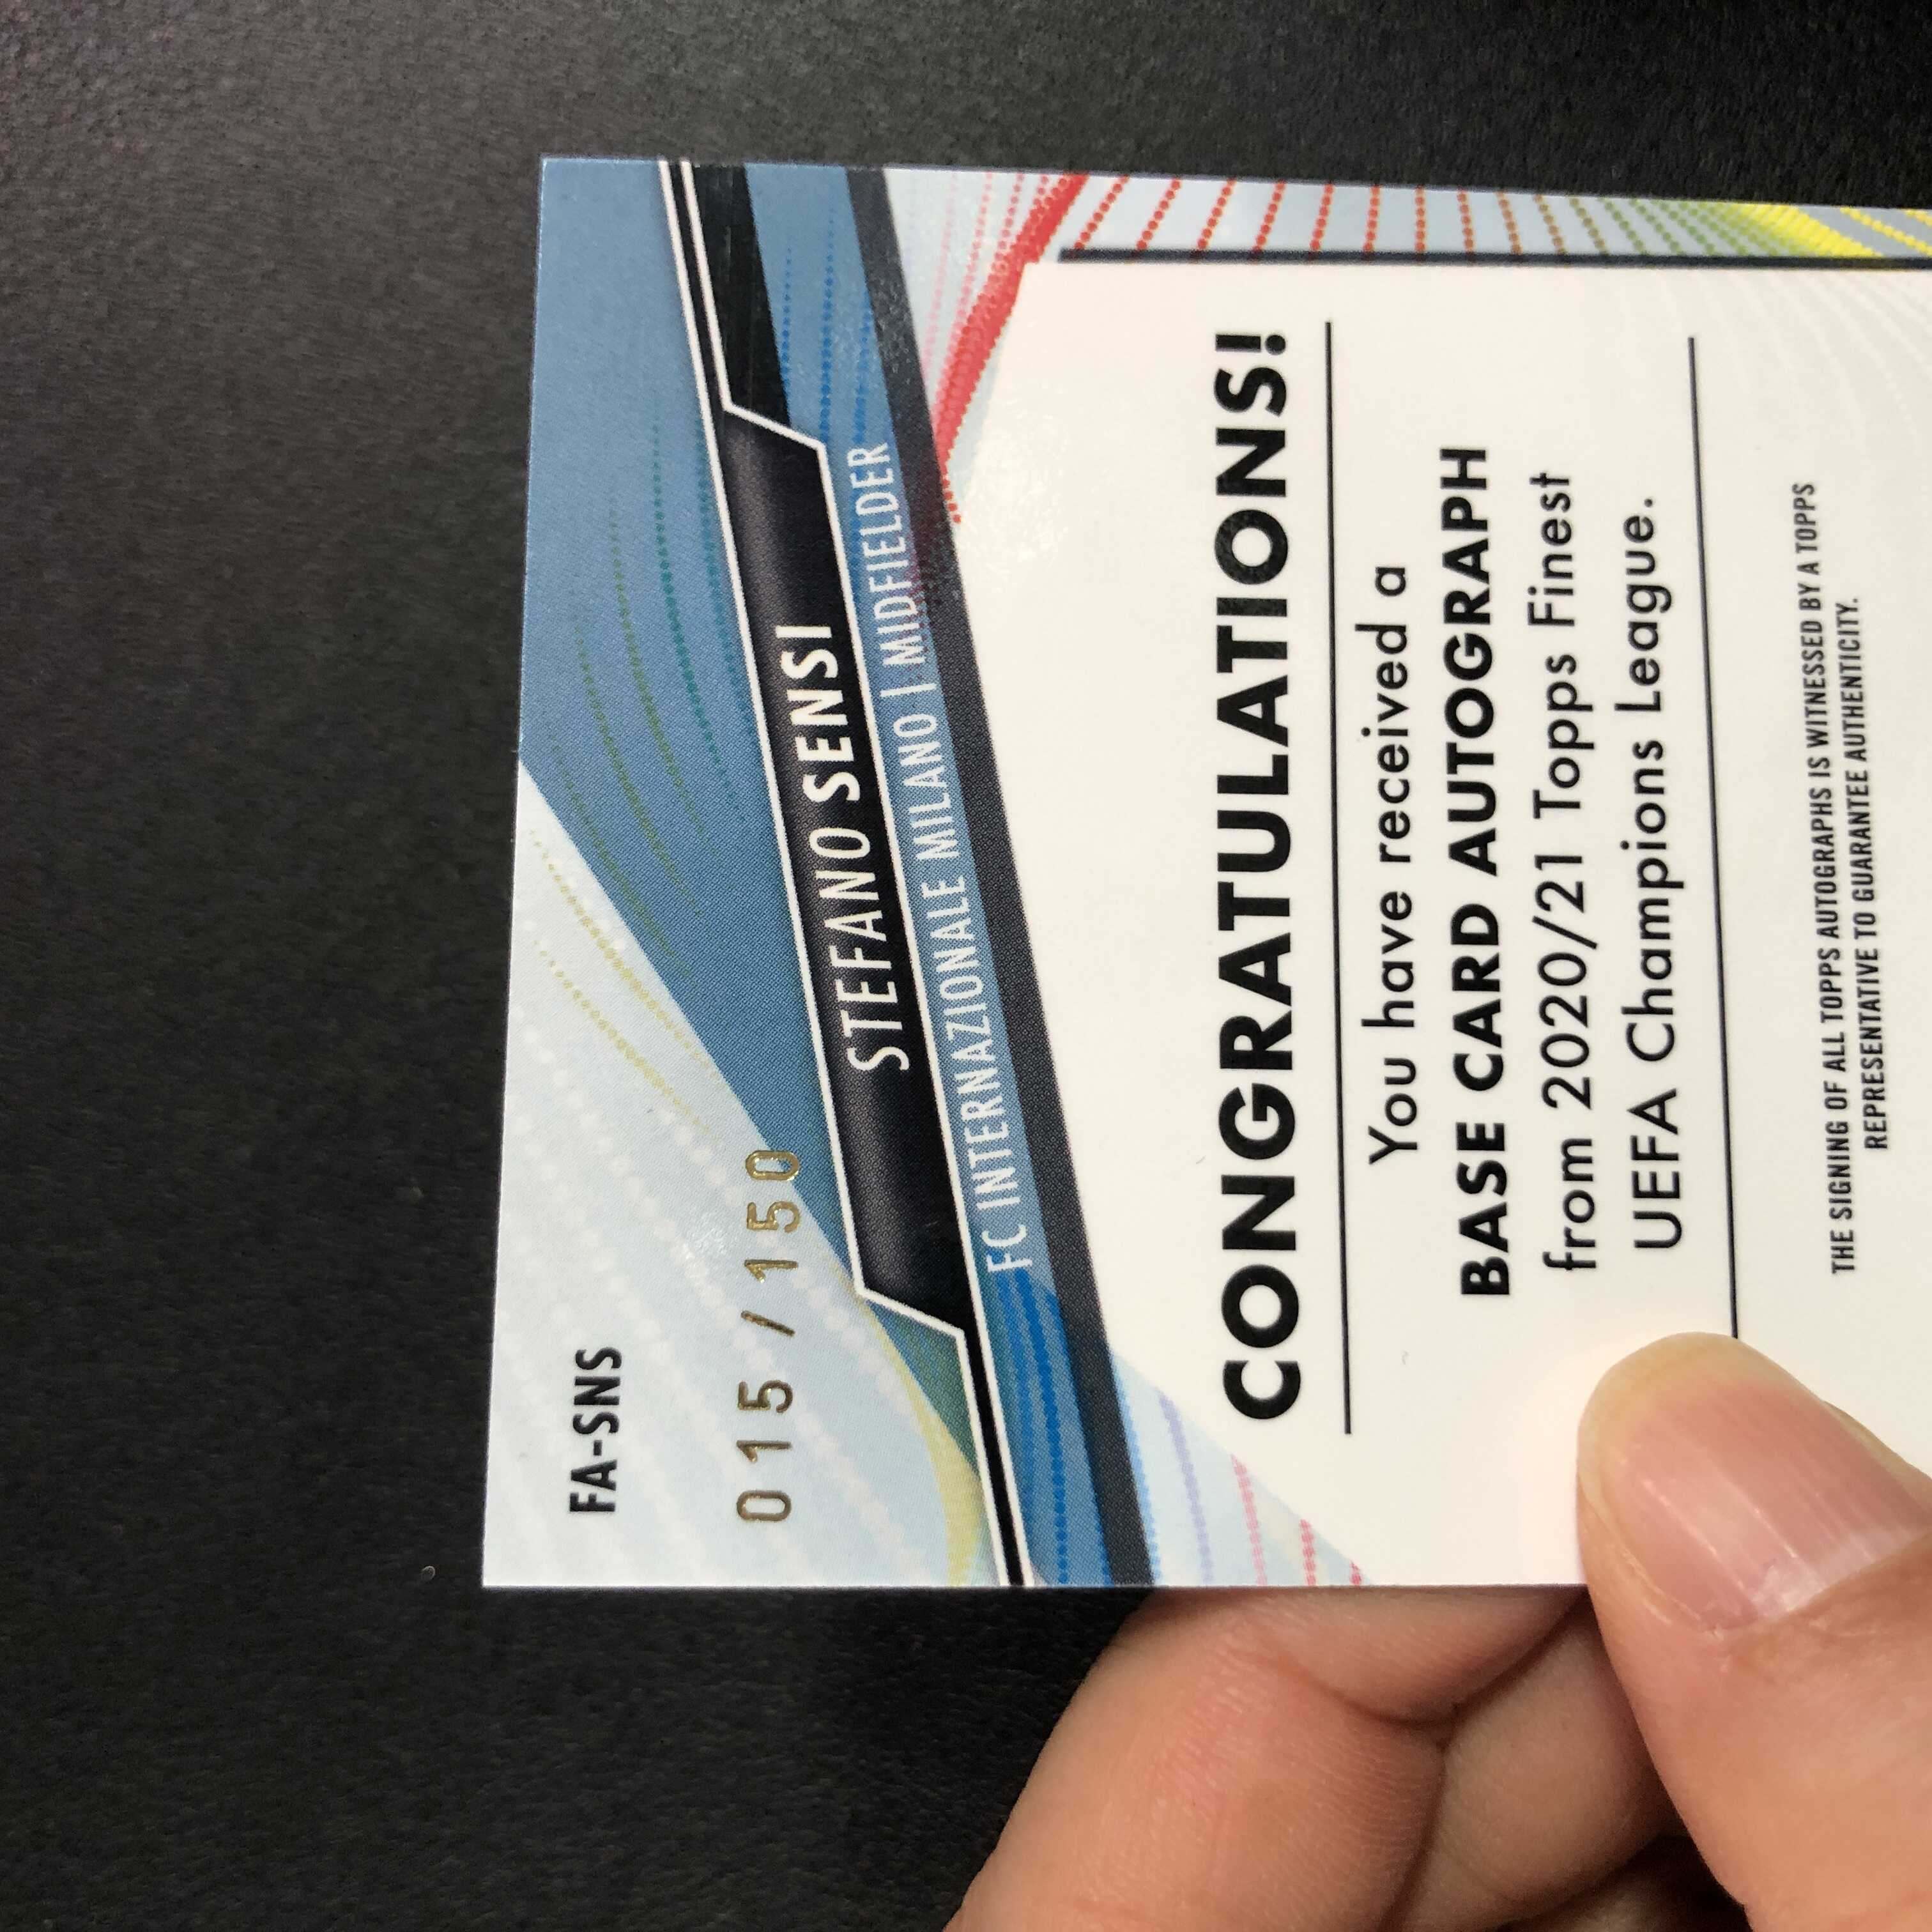 FA-SNS
015/150
STEFANO SENSI
FC INTERNAZIONALE MILANO | MIDFIELDER
CONGRATULATIONS!
You have received a
BASE CARD AUTOGRAPH
from 2020/21 Topps Finest
UEFA Champions League.
THE SIGNING OF ALL TOPPS AUTOGRAPHS IS WITNESSED BY A TOPPS
REPRESENTATIVE TO GUARANTEE AUTHENTICITY.